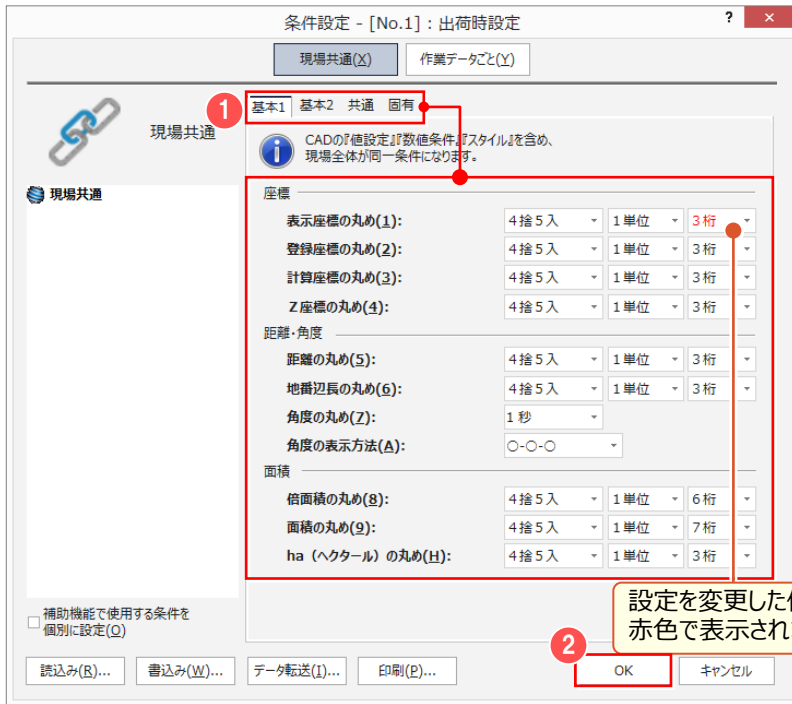 条件設定 - [No.1]：出荷時設定
? ×
現場共通(X) 作業データごと(Y)
1
基本1 基本2 共通 固有
現場共通
CADの『値設定』『数値条件』『スタイル』を含め、
現場全体が同一条件になります。
現場共通
座標
表示座標の丸め(1): 4捨5入 1単位 3桁
登録座標の丸め(2): 4捨5入 1単位 3桁
計算座標の丸め(3): 4捨5入 1単位 3桁
Z座標の丸め(4): 4捨5入 1単位 3桁
距離・角度
距離の丸め(5): 4捨5入 1単位 3桁
地番辺長の丸め(6): 4捨5入 1単位 3桁
角度の丸め(7): 1秒
角度の表示方法(A): ○-○-○
面積
倍面積の丸め(8): 4捨5入 1単位 6桁
面積の丸め(9): 4捨5入 1単位 7桁
ha（ヘクタール）の丸め(H): 4捨5入 1単位 3桁
設定を変更した
赤色で表示され
補助機能で使用する条件を
個別に設定(O)
2
読込み(R)... 書込み(W)... データ転送(I)... 印刷(P)... OK キャンセル